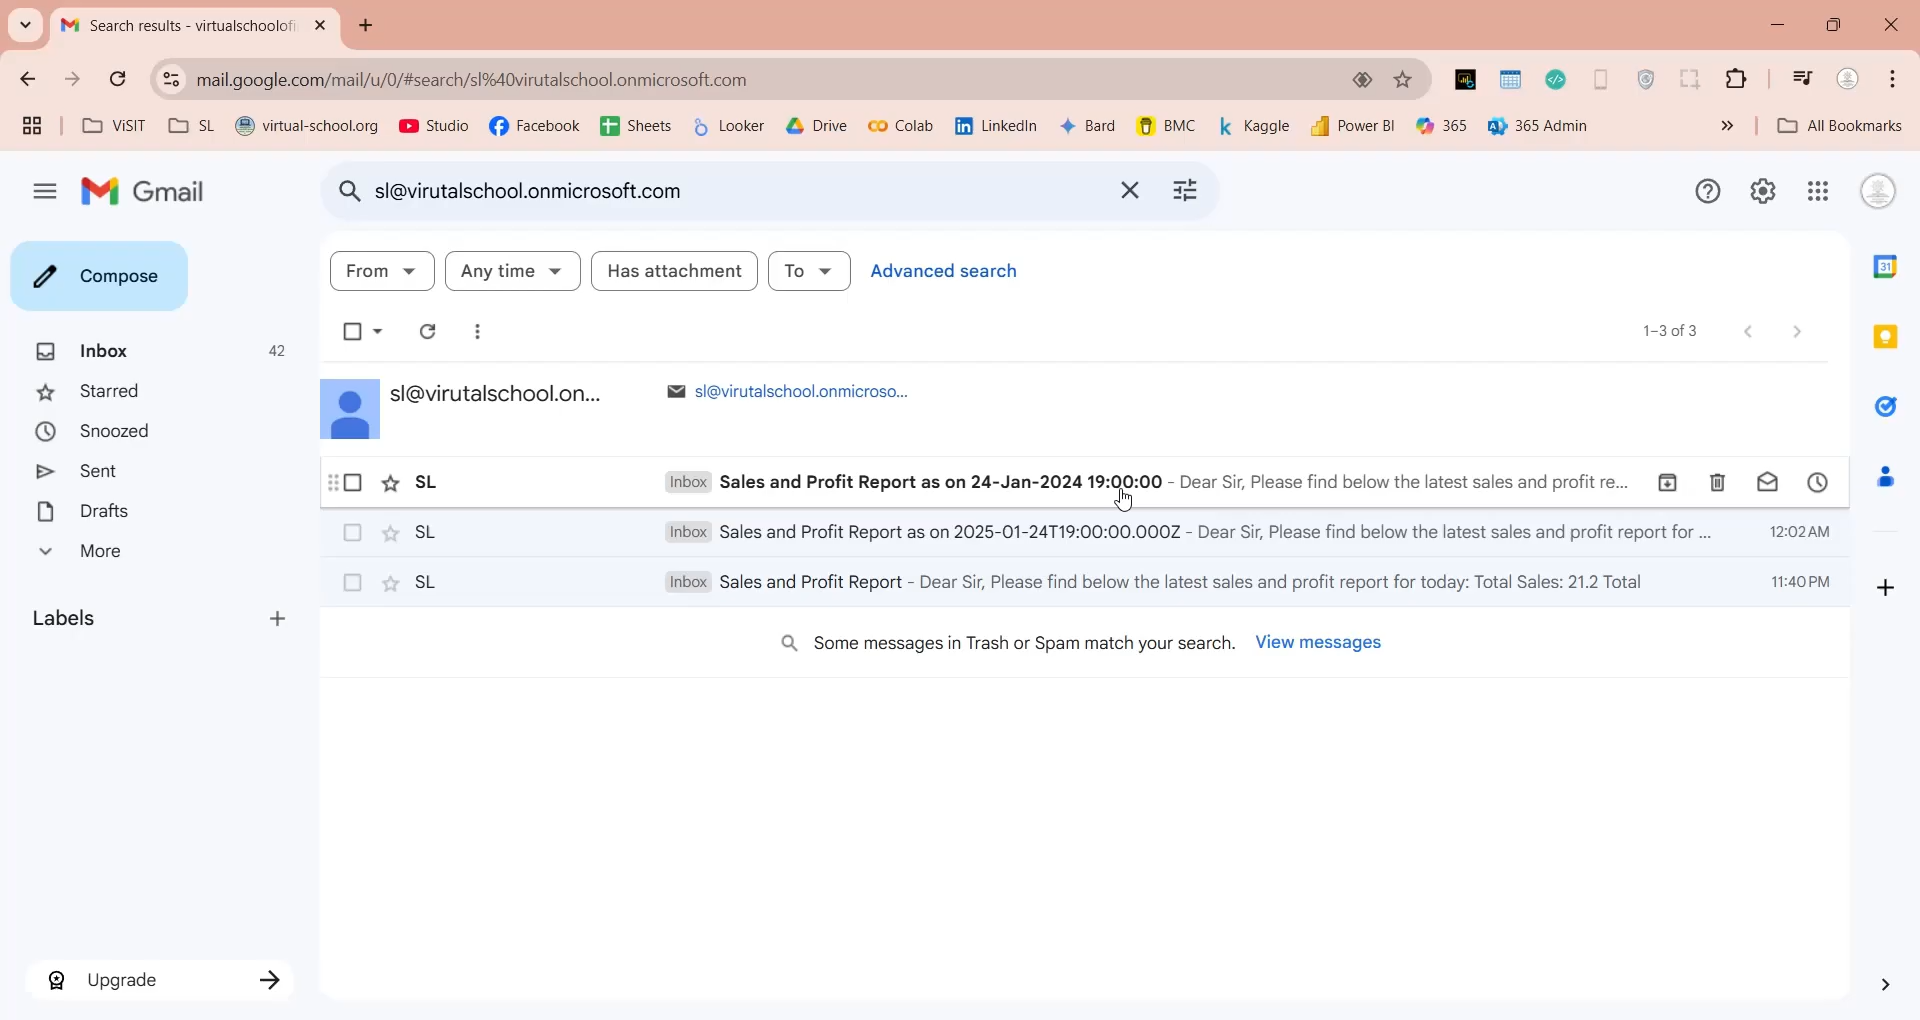 Search results - virtualschoolofi
mail.google.com/mail/u/0/#search/sl%40virutalschool.onmicrosoft.com
ViSIT SL virtual-school.org Studio Facebook Sheets Looker Drive Colab LinkedIn Bard BMC Kaggle Power BI 365 365 Admin » All Bookmarks
Gmail
sl@virutalschool.onmicrosoft.com
Compose
From Any time Has attachment To Advanced search
1–3 of 3
Inbox 42
Starred
Snoozed
Sent
Drafts
More
Labels
Upgrade
sl@virutalschool.on... sl@virutalschool.onmicroso...
SL Inbox Sales and Profit Report as on 24-Jan-2024 19:00:00 - Dear Sir, Please find below the latest sales and profit re...
SL Inbox Sales and Profit Report as on 2025-01-24T19:00:00.000Z - Dear Sir, Please find below the latest sales and profit report for ... 12:02 AM
SL Inbox Sales and Profit Report - Dear Sir, Please find below the latest sales and profit report for today: Total Sales: 21.2 Total 11:40 PM
Some messages in Trash or Spam match your search. View messages
31